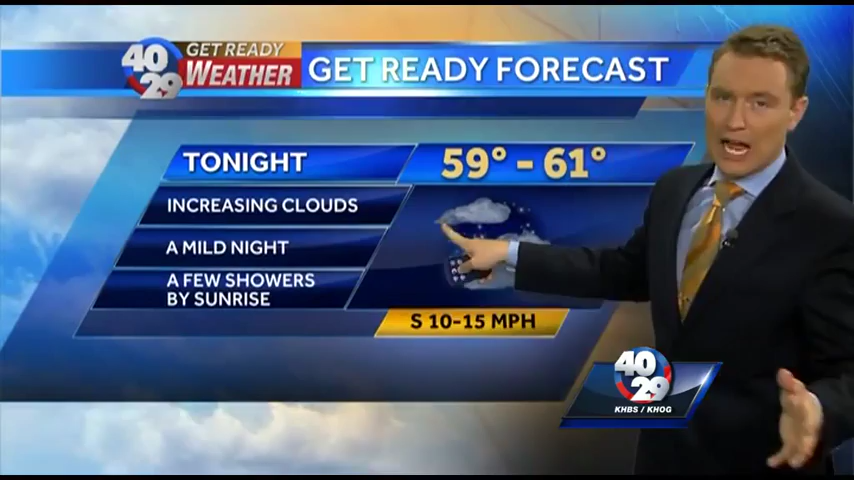 40
29
GET READY
WEATHER
GET READY FORECAST
TONIGHT
59° - 61°
INCREASING CLOUDS
A MILD NIGHT
A FEW SHOWERS
BY SUNRISE
S 10-15 MPH
40
29
KHBS / KHOG